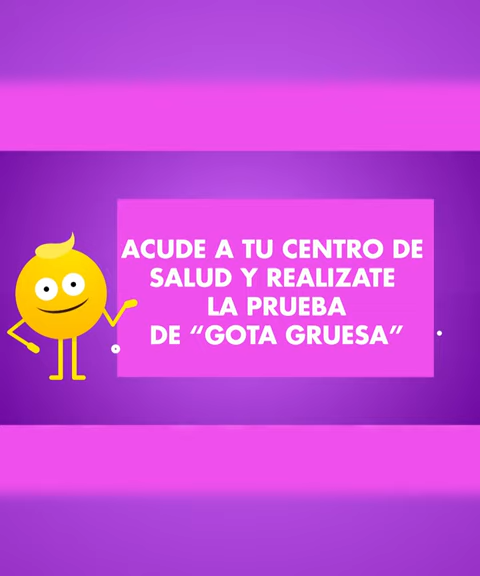 ACUDE A TU CENTRO DE
SALUD Y REALIZATE
LA PRUEBA
DE “GOTA GRUESA”